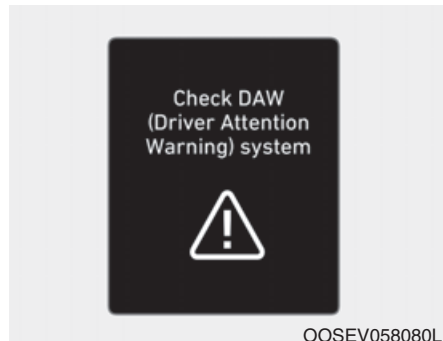 Check DAW
(Driver Attention
Warning) system
OOSEV058080L